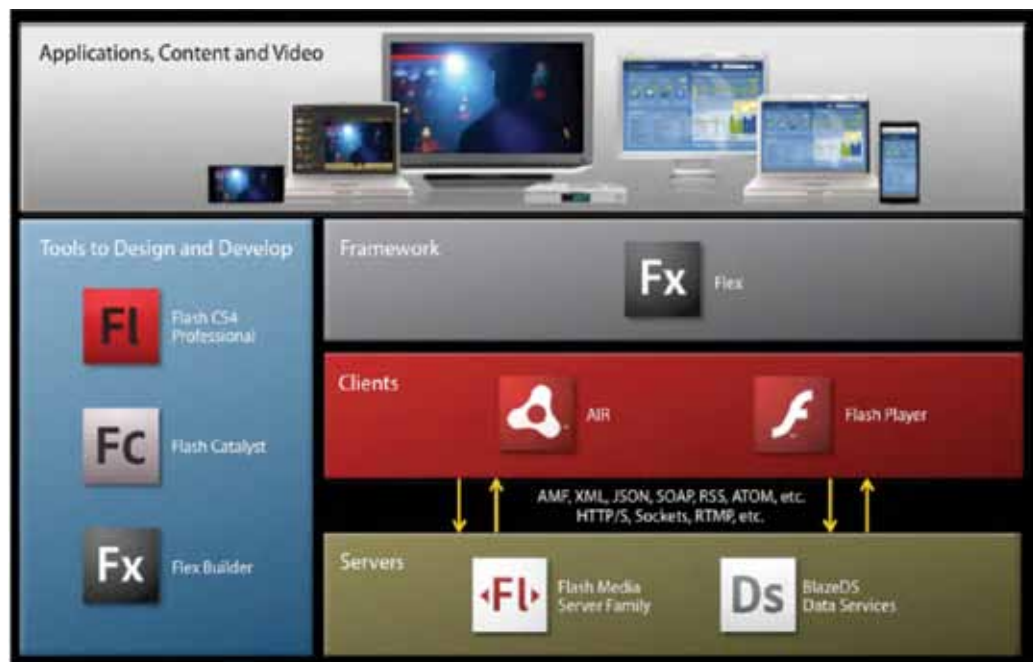 Applications, Content and Video
Tools to Design and Develop
Fl
Flash CS4
Professional
Fc
Flash Catalyst
Fx
Flex Builder
Framework
Fx
Flex
Clients
AIR
Flash Player
AMF, XML, JSON, SOAP, RSS, ATOM, etc.
HTTP/S, Sockets, RTMP, etc.
Servers
Fl
Flash Media
Server Family
Ds
BlazeDS
Data Services